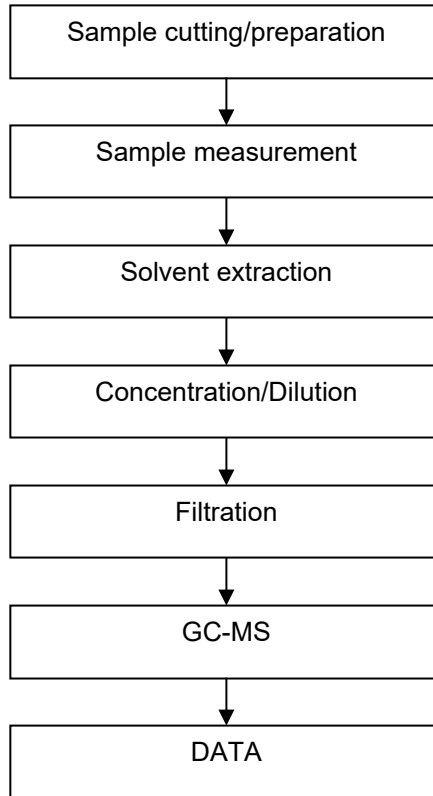 Sample cutting/preparation
Sample measurement
Solvent extraction
Concentration/Dilution
Filtration
GC-MS
DATA